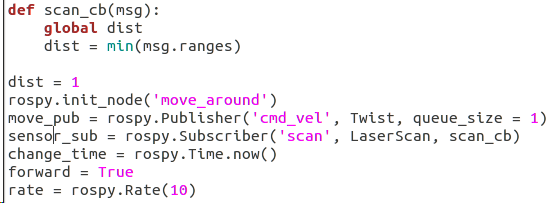 def scan_cb(msg):
    global dist
    dist = min(msg.ranges)

dist = 1
rospy.init_node('move_around')
move_pub = rospy.Publisher('cmd_vel', Twist, queue_size = 1)
sensor_sub = rospy.Subscriber('scan', LaserScan, scan_cb)
change_time = rospy.Time.now()
forward = True
rate = rospy.Rate(10)